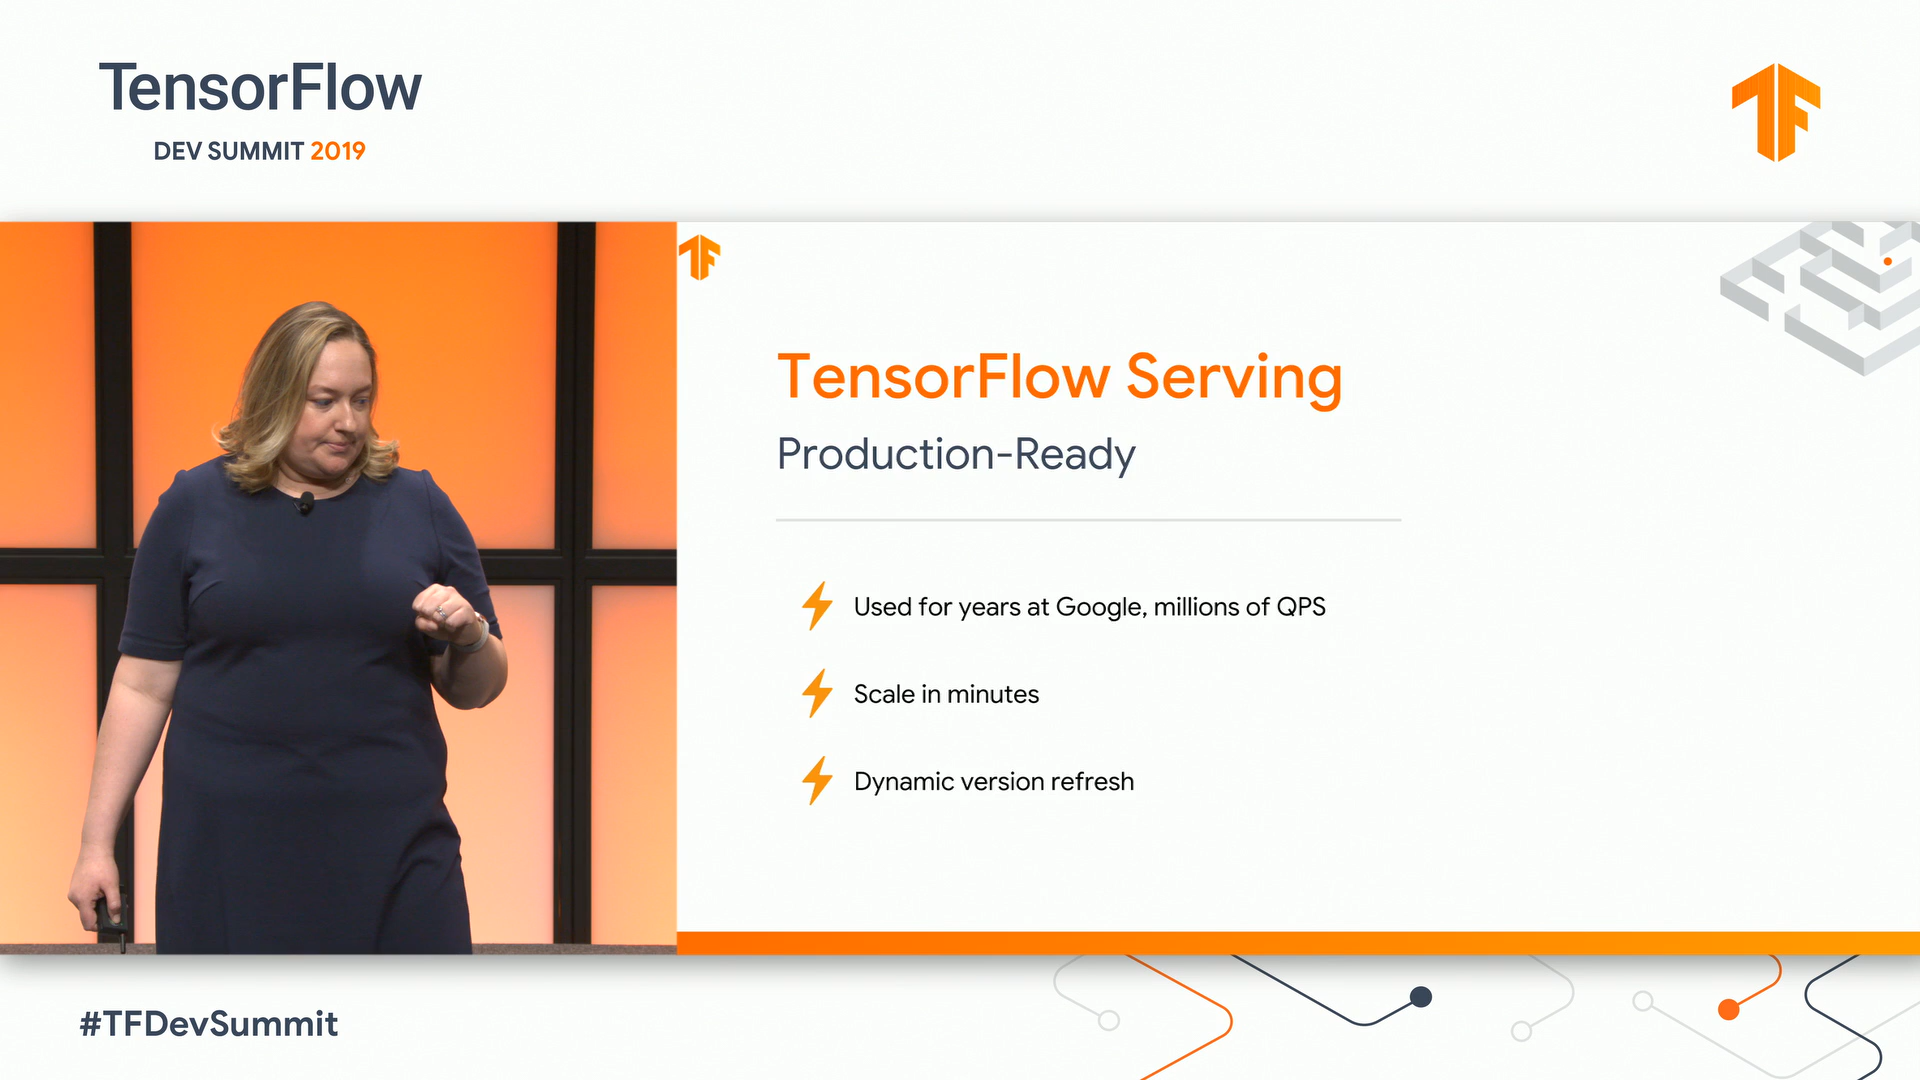 TensorFlow
DEV SUMMIT 2019
TensorFlow Serving
Production-Ready
Used for years at Google, millions of QPS
Scale in minutes
Dynamic version refresh
#TFDevSummit